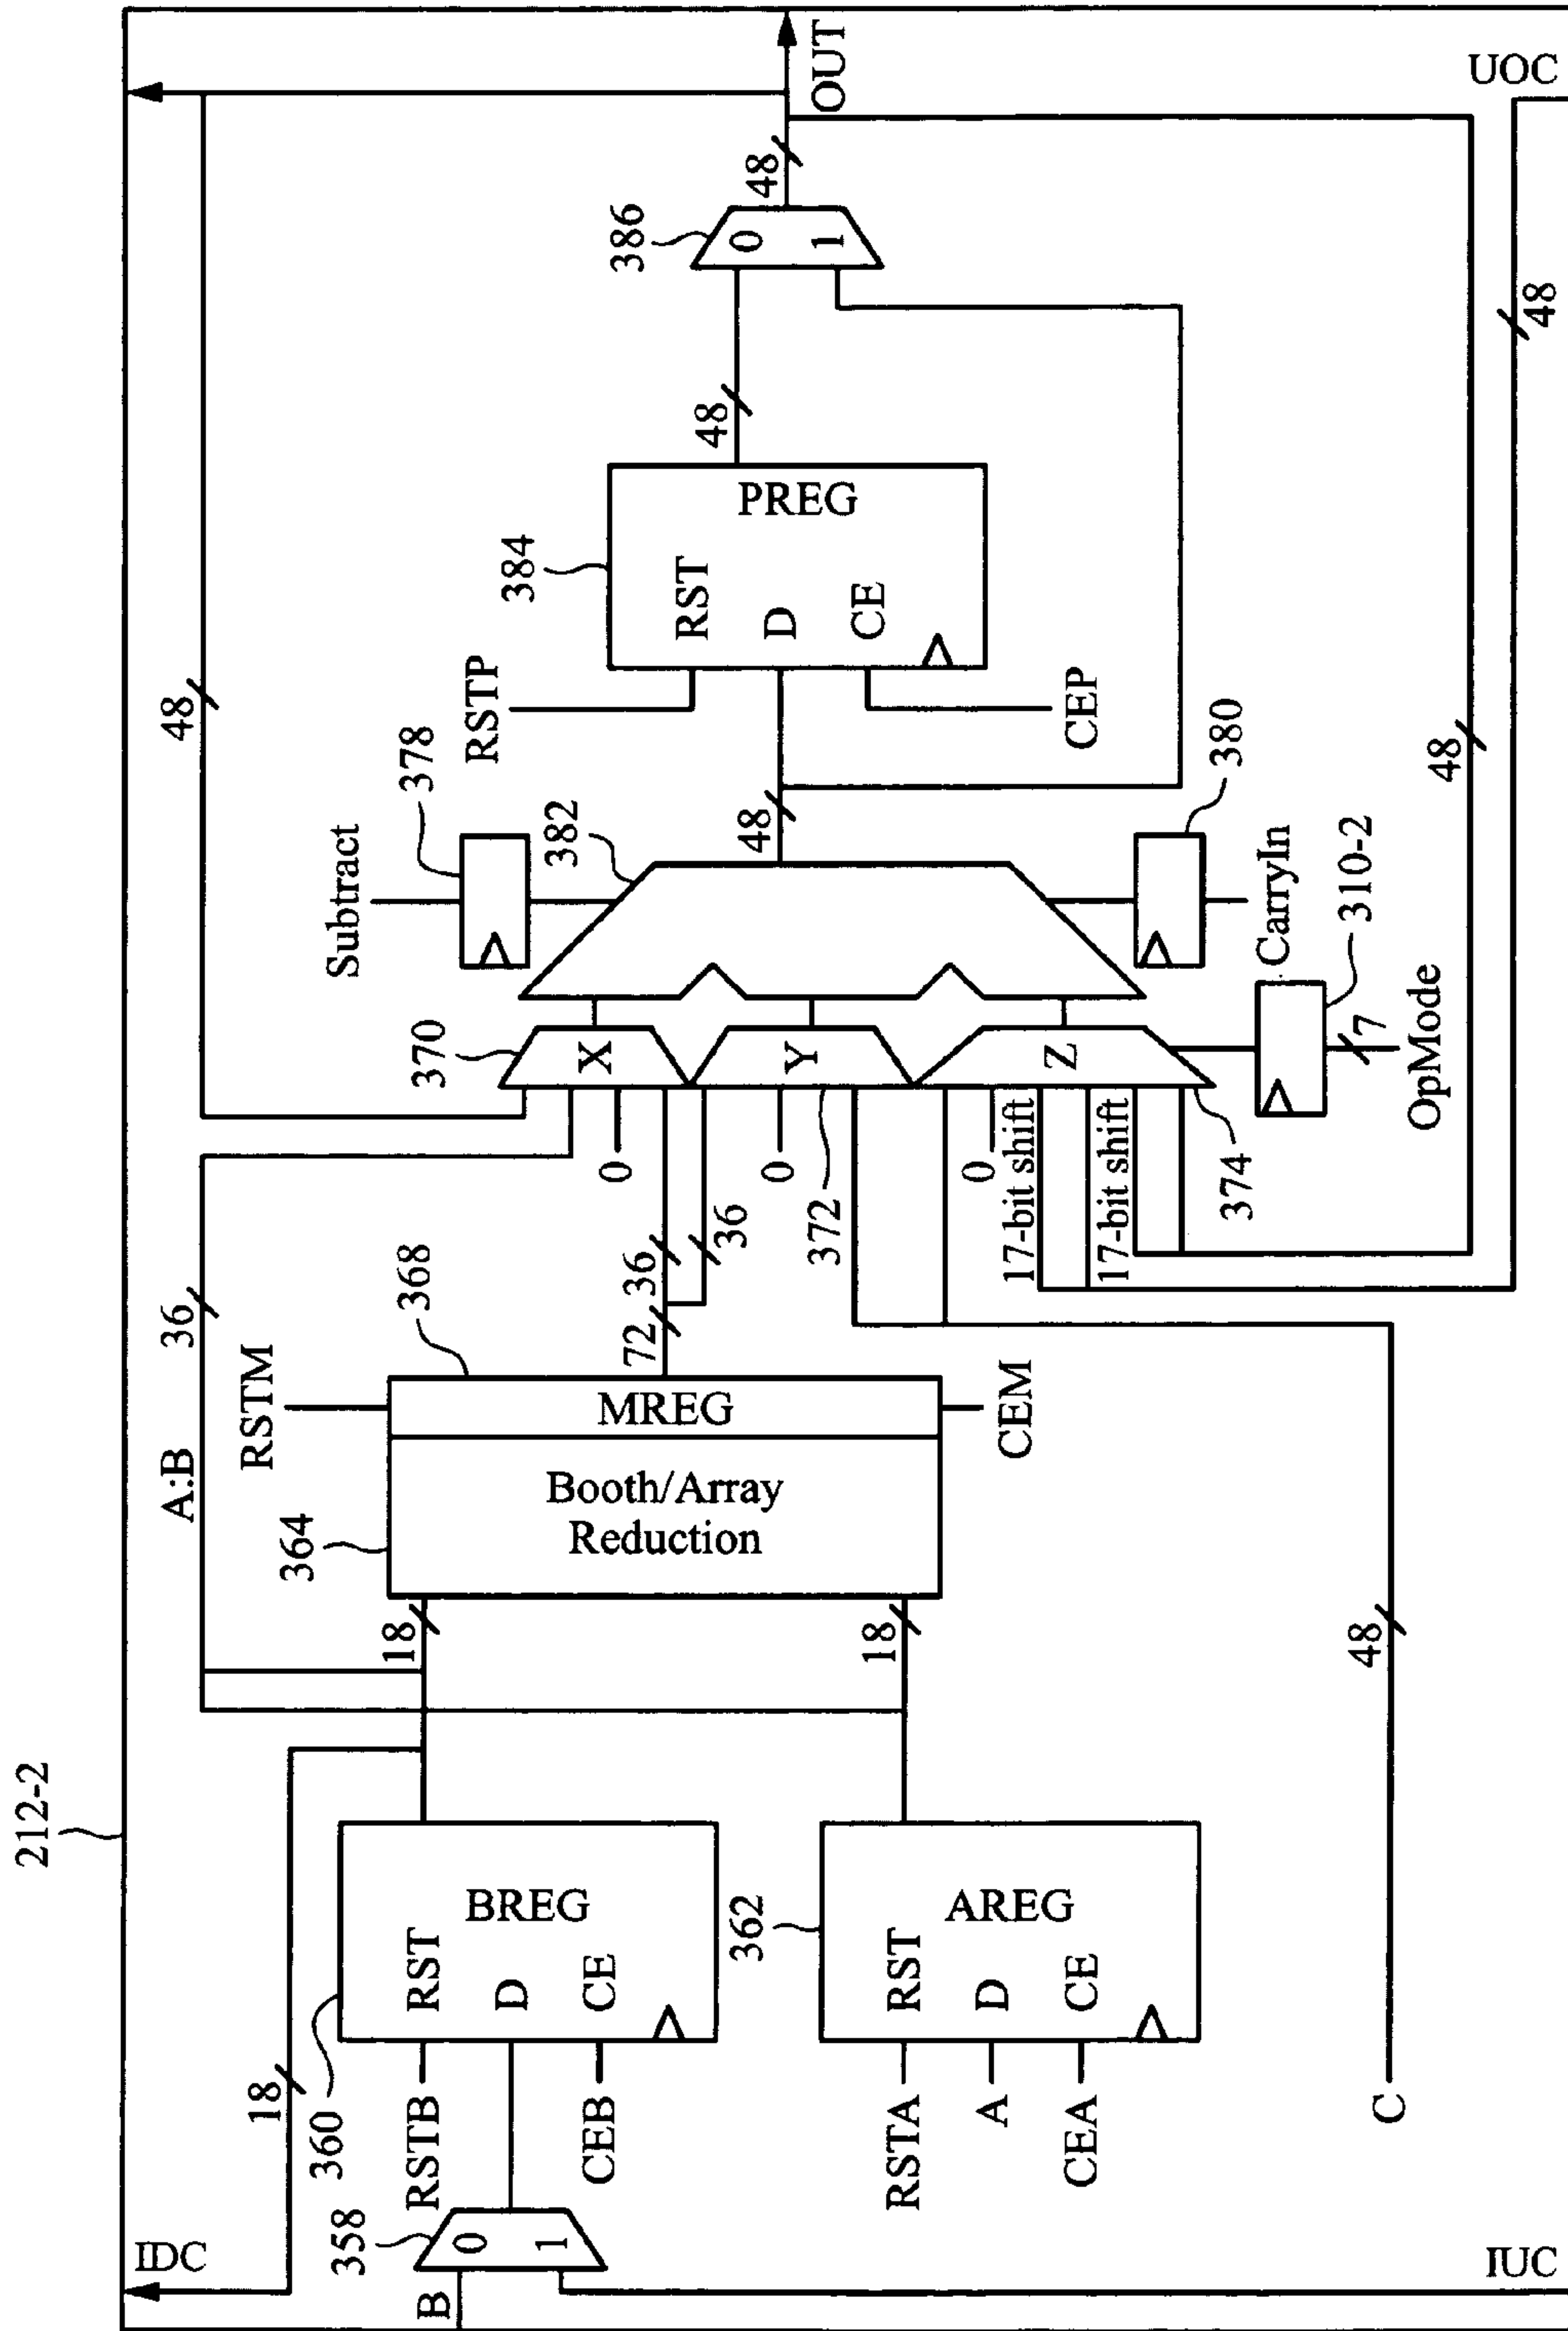 212-2
IDC
18
B
358
0
1
IUC
360
RSTB
CEB
BREG
RST
D
CE
362
RSTA
A
CEA
AREG
RST
D
CE
C
48
18
18
A:B
36
364
Booth/Array
Reduction
MREG
368
RSTM
CEM
72
36
36
0
0
372
0
17-bit shift
17-bit shift
374
370
X
Y
Z
48
Subtract
378
382
380
CarryIn
310-2
7
OpMode
48
48
48
RSTP
CEP
384
PREG
RST
D
CE
48
386
0
1
48
OUT
UOC